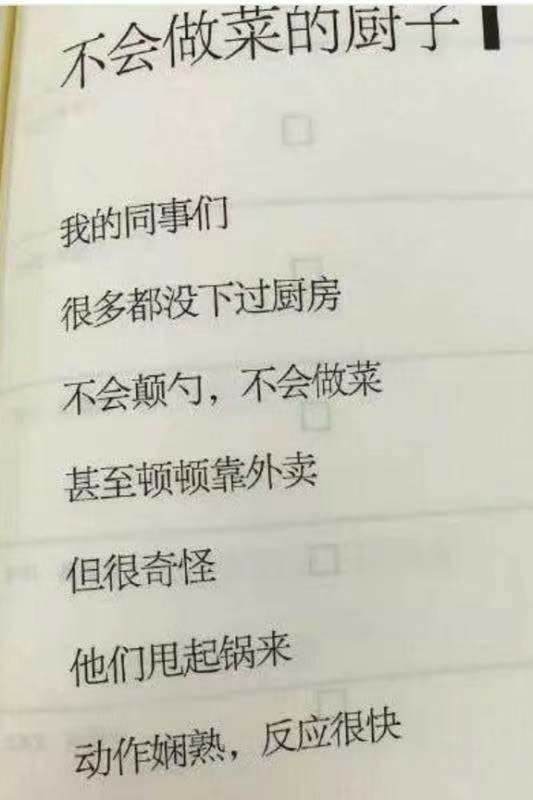 不会做菜的厨子
我的同事们
很多都没下过厨房
不会颠勺，不会做菜
甚至顿顿靠外卖
但很奇怪
他们甩起锅来
动作娴熟，反应很快